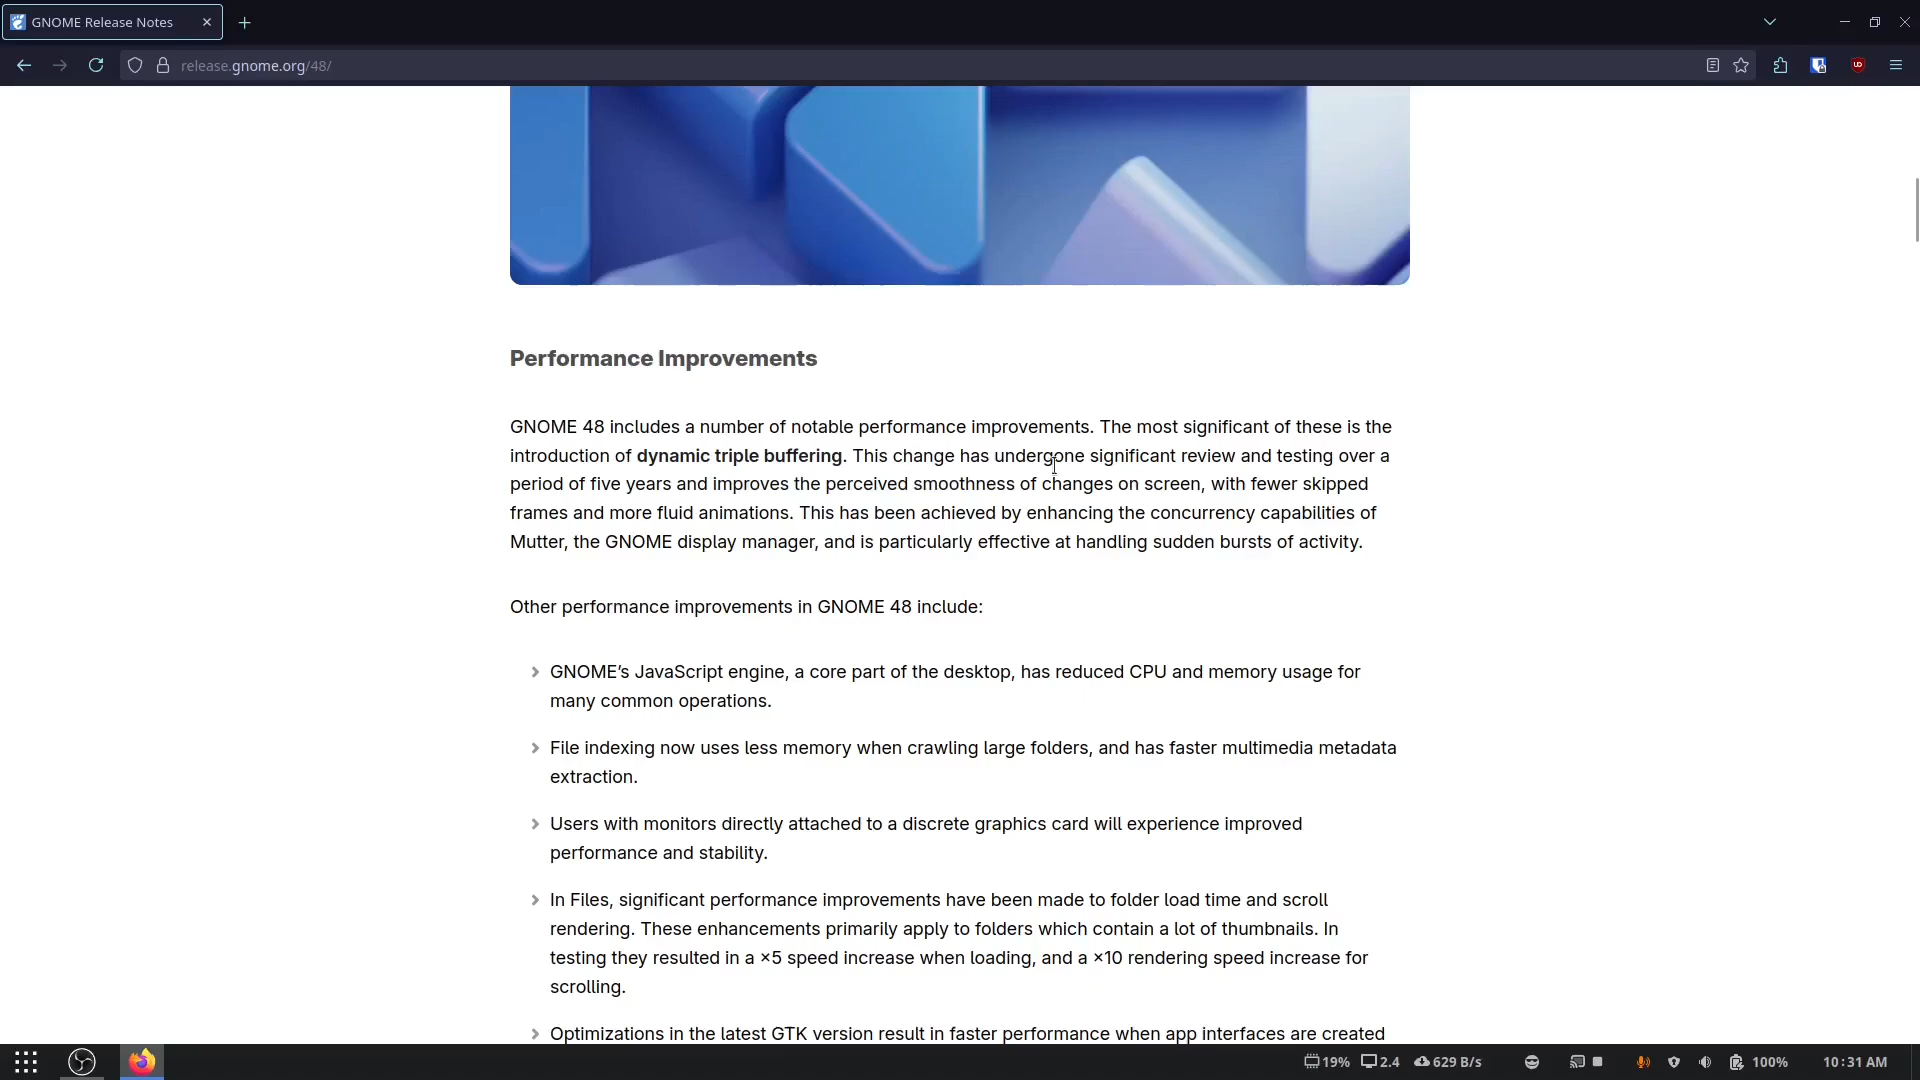 GNOME Release Notes
release.gnome.org/48/
Performance Improvements
GNOME 48 includes a number of notable performance improvements. The most significant of these is the
introduction of dynamic triple buffering. This change has undergone significant review and testing over a
period of five years and improves the perceived smoothness of changes on screen, with fewer skipped
frames and more fluid animations. This has been achieved by enhancing the concurrency capabilities of
Mutter, the GNOME display manager, and is particularly effective at handling sudden bursts of activity.
Other performance improvements in GNOME 48 include:
GNOME’s JavaScript engine, a core part of the desktop, has reduced CPU and memory usage for
many common operations.
File indexing now uses less memory when crawling large folders, and has faster multimedia metadata
extraction.
Users with monitors directly attached to a discrete graphics card will experience improved
performance and stability.
In Files, significant performance improvements have been made to folder load time and scroll
rendering. These enhancements primarily apply to folders which contain a lot of thumbnails. In
testing they resulted in a ×5 speed increase when loading, and a ×10 rendering speed increase for
scrolling.
Optimizations in the latest GTK version result in faster performance when app interfaces are created
19% 2.4 629 B/s 100% 10:31 AM